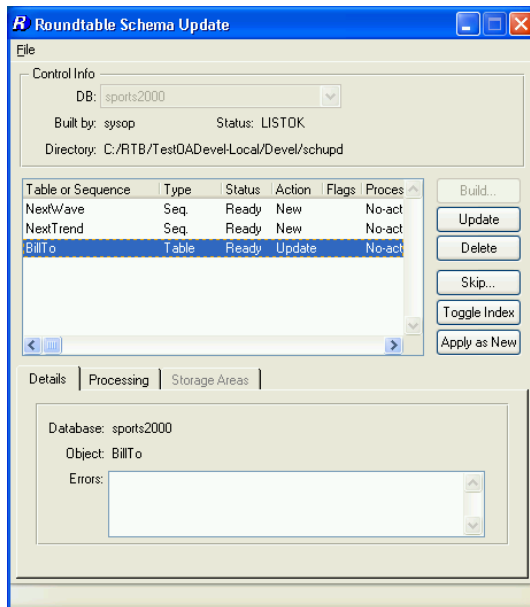 R Roundtable Schema Update
File
Control Info
DB: sports2000
Built by: sysop Status: LISTOK
Directory: C:/RTB/TestOADevel-Local/Devel/schupd
Table or Sequence Type Status Action Flags Proces
NextWave Seq. Ready New No-act
NextTrend Seq. Ready New No-act
BillTo Table Ready Update No-act
Build...
Update
Delete
Skip...
Toggle Index
Apply as New
Details Processing Storage Areas
Database: sports2000
Object: BillTo
Errors: